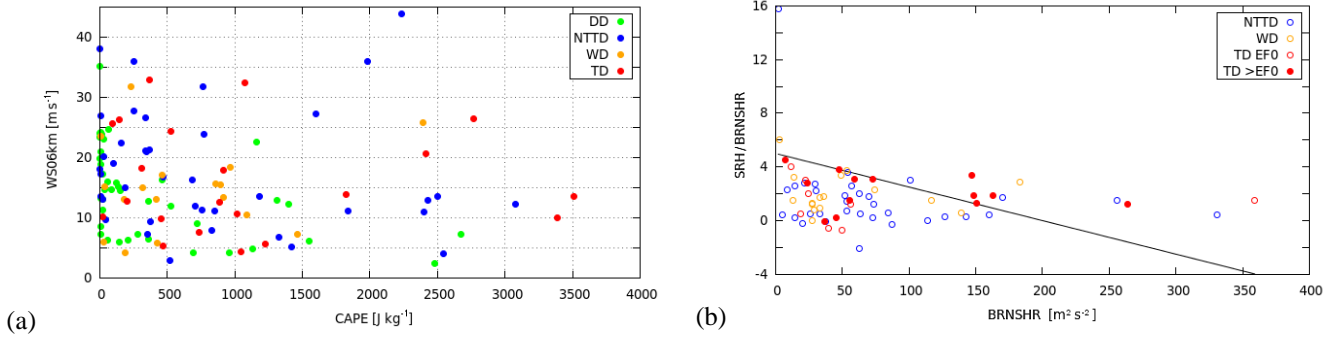 DD
NTTD
WD
TD
40
30
20
10
0
WS06km [m s⁻¹]
0 500 1000 1500 2000 2500 3000 3500 4000
CAPE [J kg⁻¹]
(a)
NTTD
WD
TD EF0
TD >EF0
16
12
8
4
0
-4
SRH/BRNSHR
0 50 100 150 200 250 300 350 400
BRNSHR [m² s⁻²]
(b)